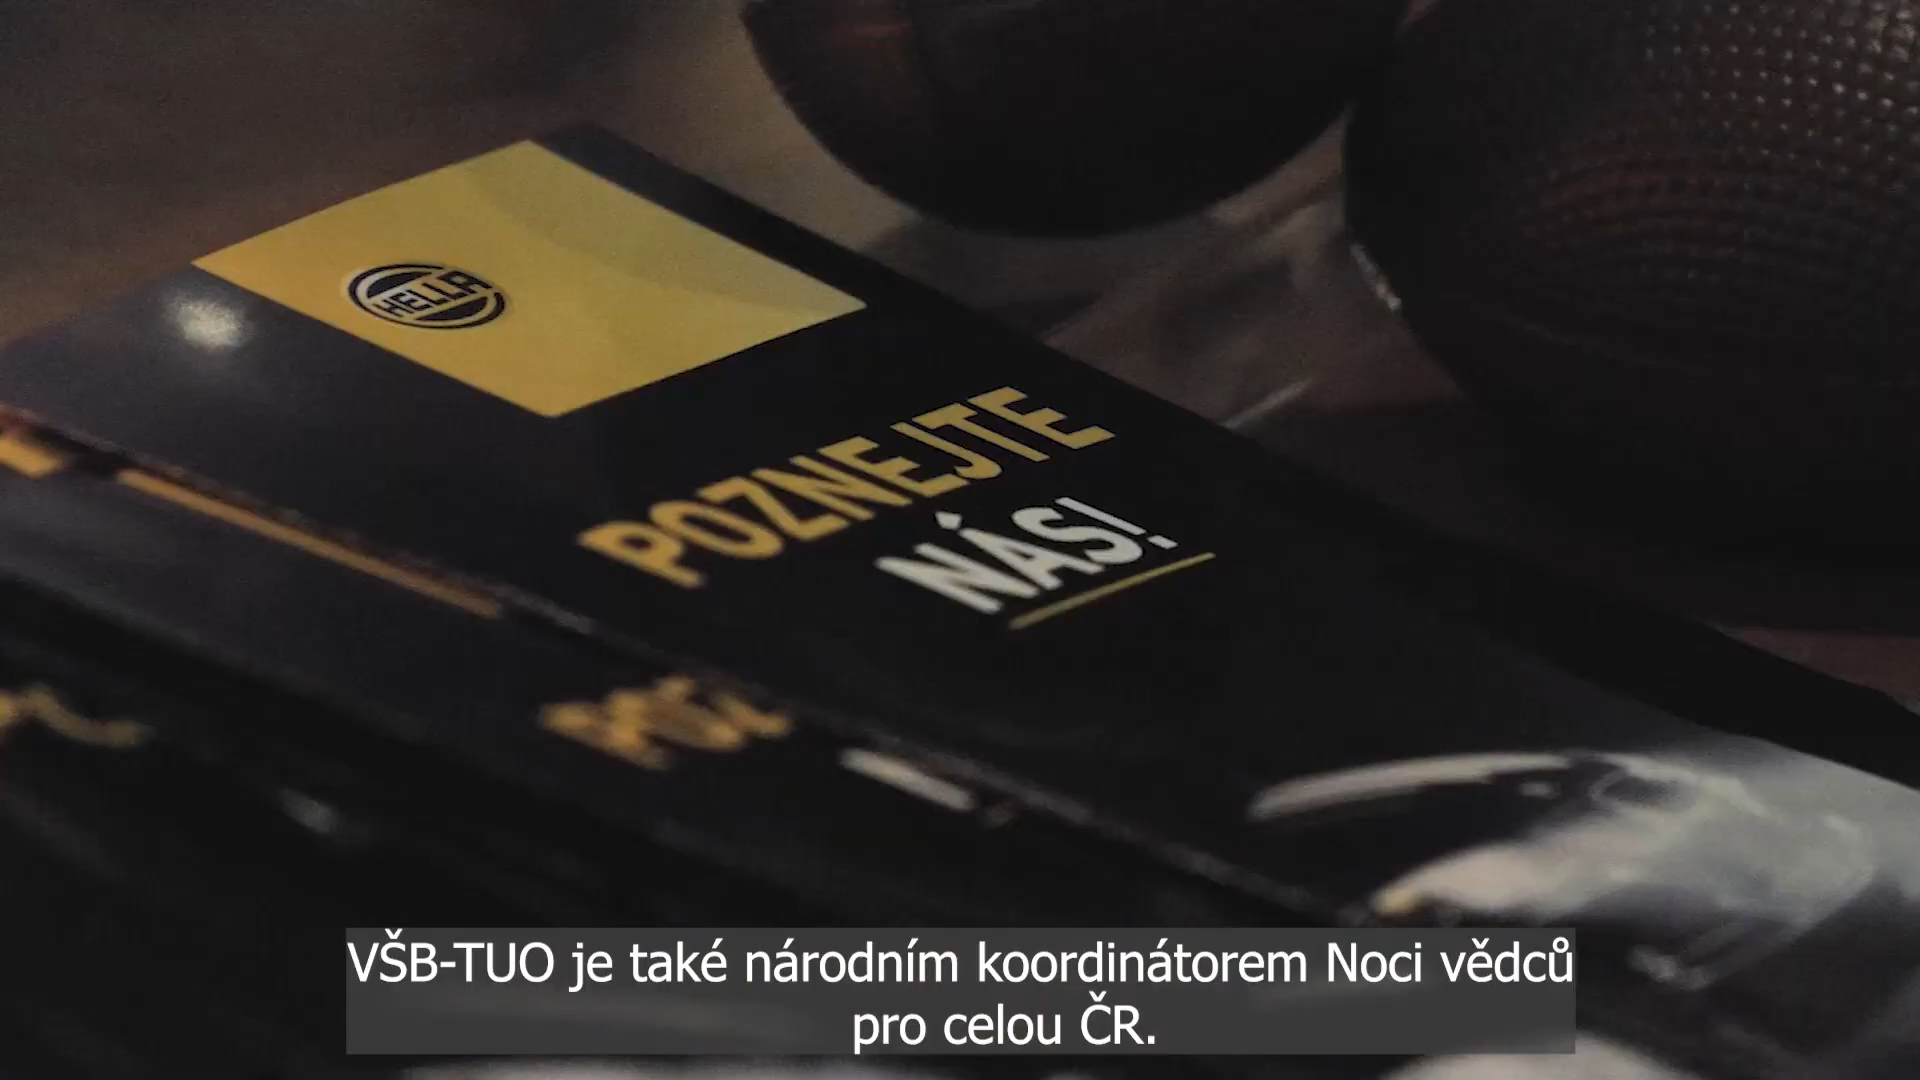 HELLA
POZNEJTE
NÁS!
VŠB-TUO je také národním koordinátorem Noci vědců
pro celou ČR.